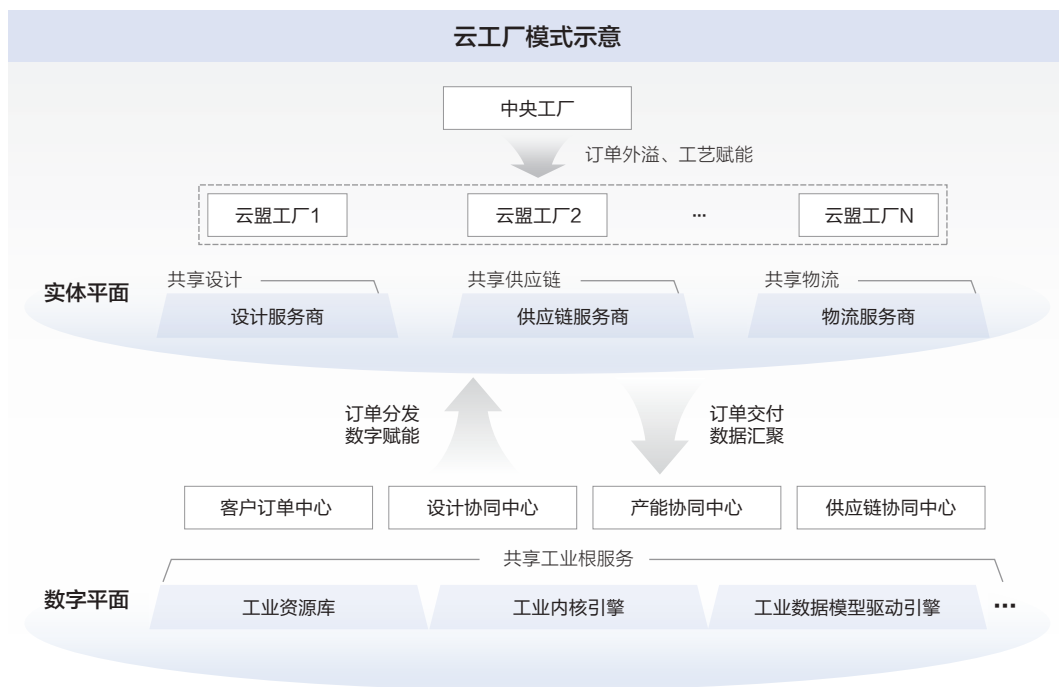 云工厂模式示意
中央工厂
订单外溢、工艺赋能
云盟工厂1
云盟工厂2
...
云盟工厂N
实体平面
共享设计
共享供应链
共享物流
设计服务商
供应链服务商
物流服务商
订单分发
数字赋能
订单交付
数据汇聚
客户订单中心
设计协同中心
产能协同中心
供应链协同中心
共享工业根服务
数字平面
工业资源库
工业内核引擎
工业数据模型驱动引擎
...